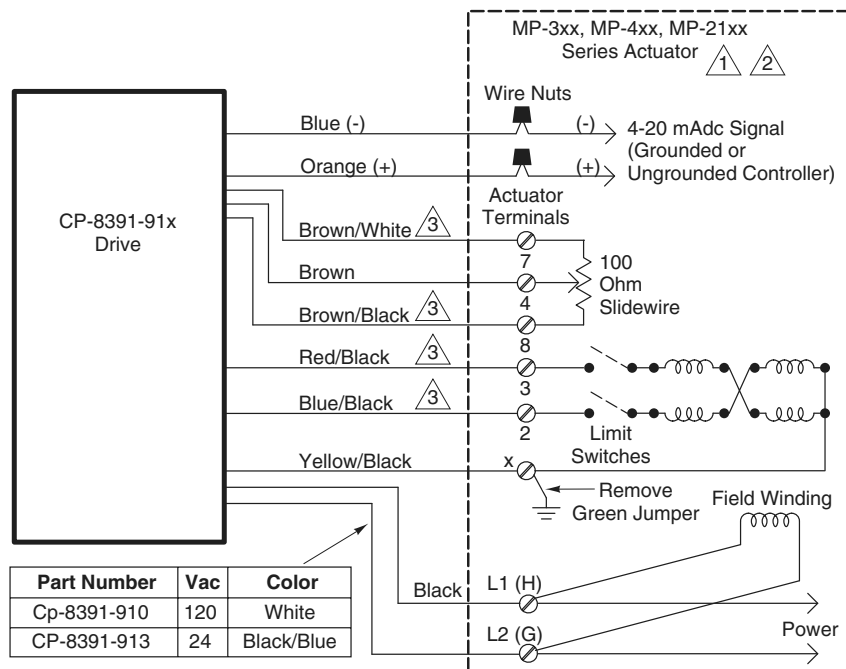 MP-3xx, MP-4xx, MP-21xx
Series Actuator
1
2
Wire Nuts
Blue (-)
(-)
4-20 mAdc Signal
(Grounded or
Ungrounded Controller)
Orange (+)
(+)
CP-8391-91x
Drive
Actuator
Terminals
Brown/White
3
7
100
Ohm
Slidewire
Brown
4
Brown/Black
3
8
Red/Black
3
3
Blue/Black
3
2
Limit
Switches
Yellow/Black
x
Remove
Green Jumper
Field Winding
Part Number Vac Color
Cp-8391-910 120 White
CP-8391-913 24 Black/Blue
Black
L1 (H)
L2 (G)
Power